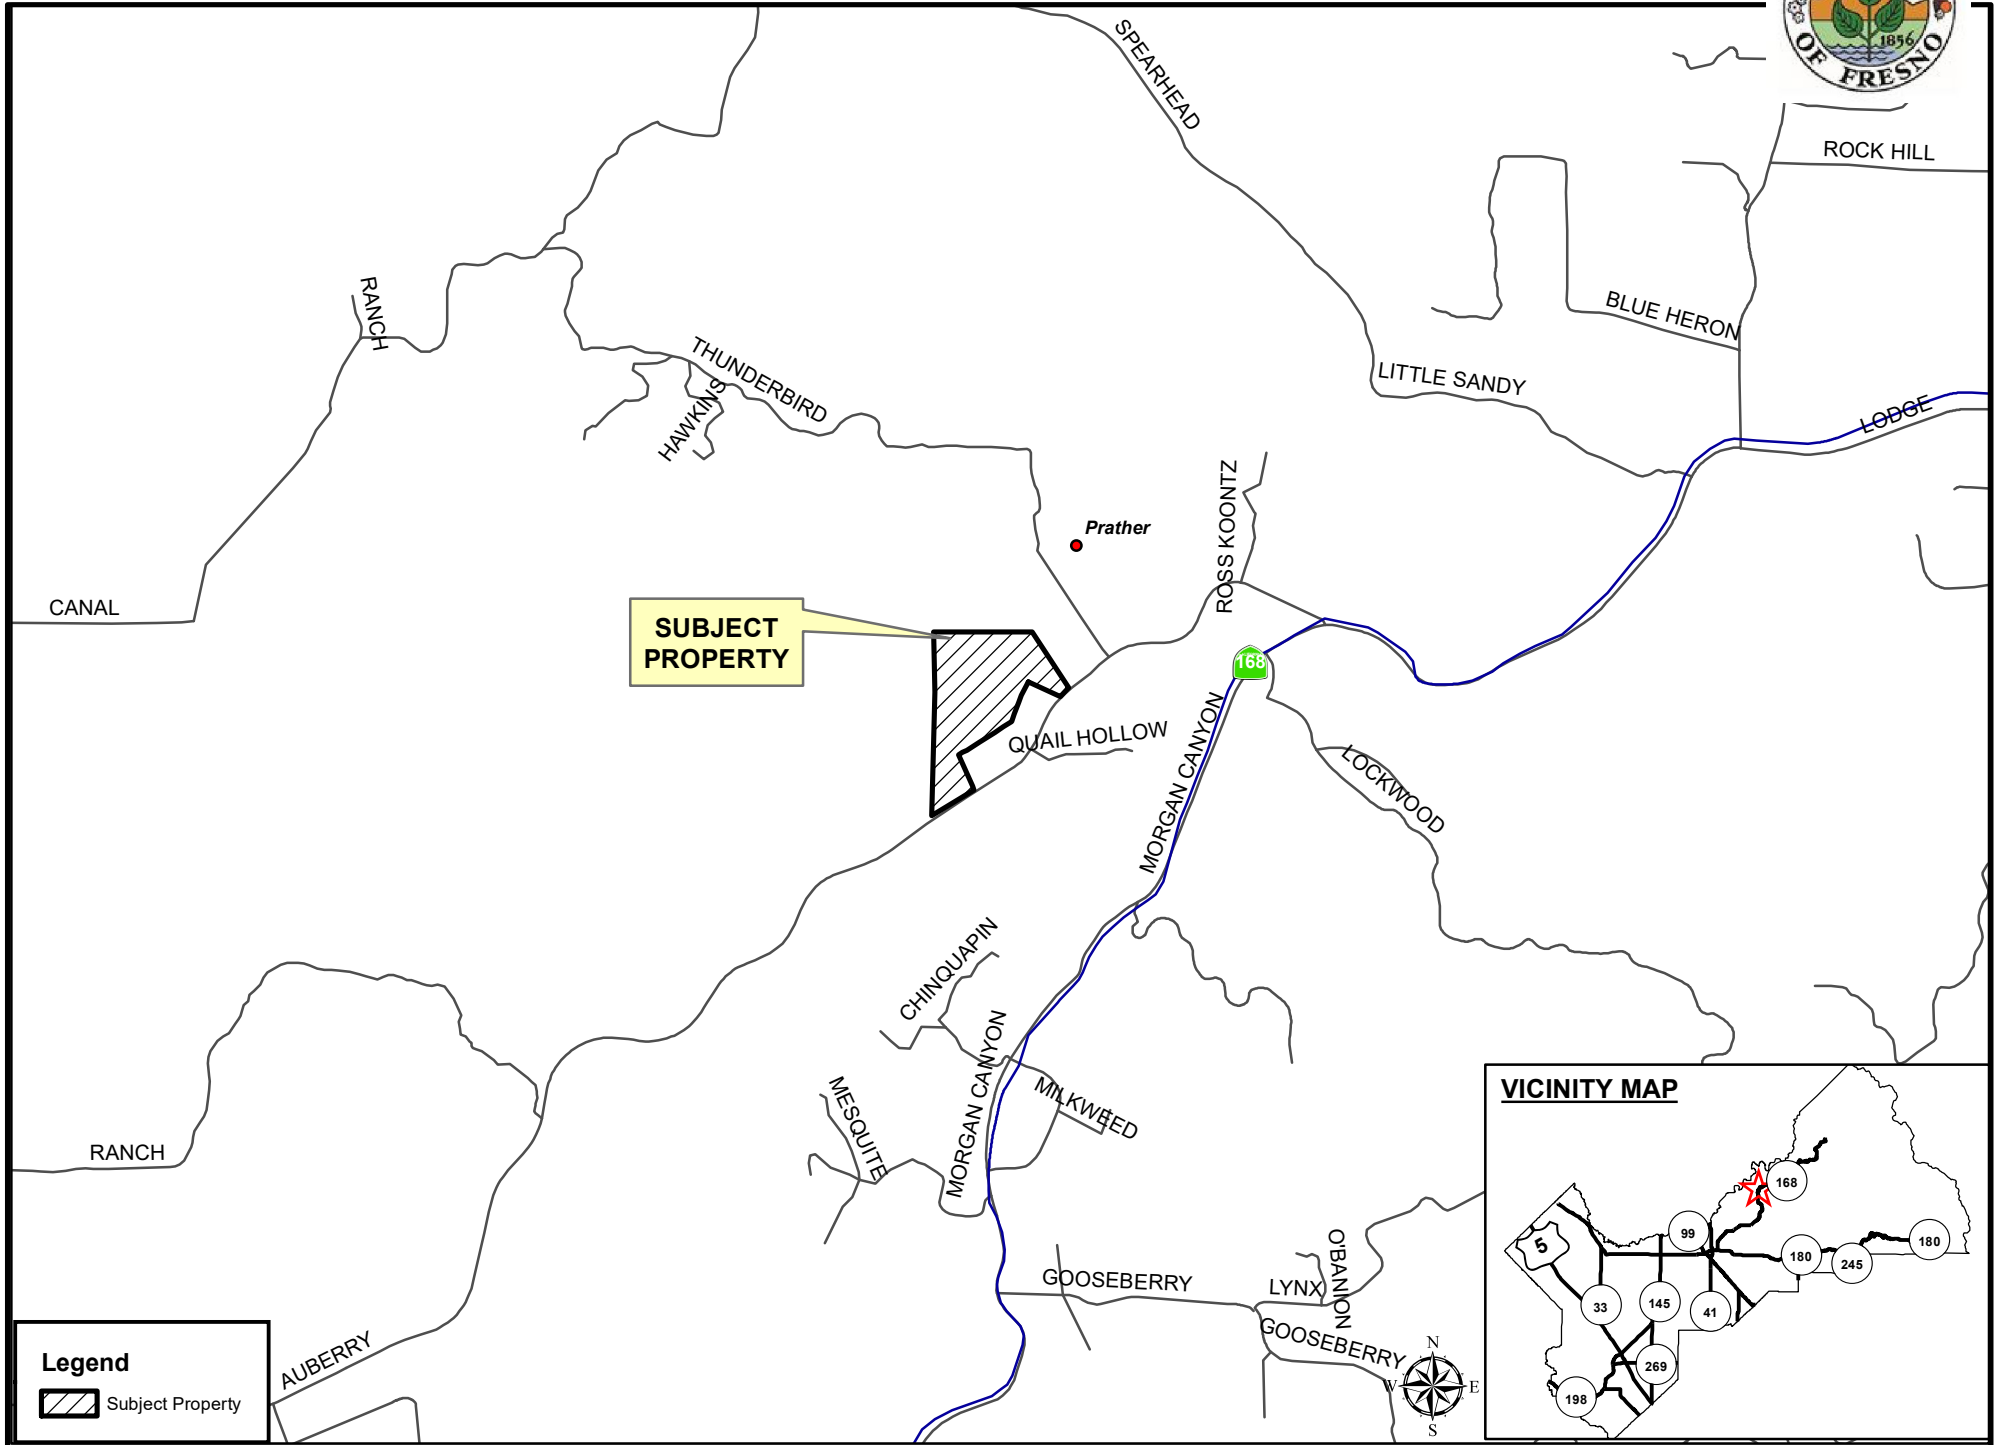 1856
OF FRESNO
SPEARHEAD
ROCK HILL
RANCH
BLUE HERON
THUNDERBIRD
HAWKINS
LITTLE SANDY
LODGE
ROSS KOONTZ
Prather
CANAL
SUBJECT
PROPERTY
168
QUAIL HOLLOW
MORGAN CANYON
LOCKWOOD
CHINQUAPIN
MORGAN CANYON
MESQUITE
MILKWEED
RANCH
GOOSEBERRY
LYNX
O'BANION
GOOSEBERRY
AUBERRY
N
E
S
Legend
Subject Property
VICINITY MAP
168
99
5
180
180
245
33
145
41
269
198